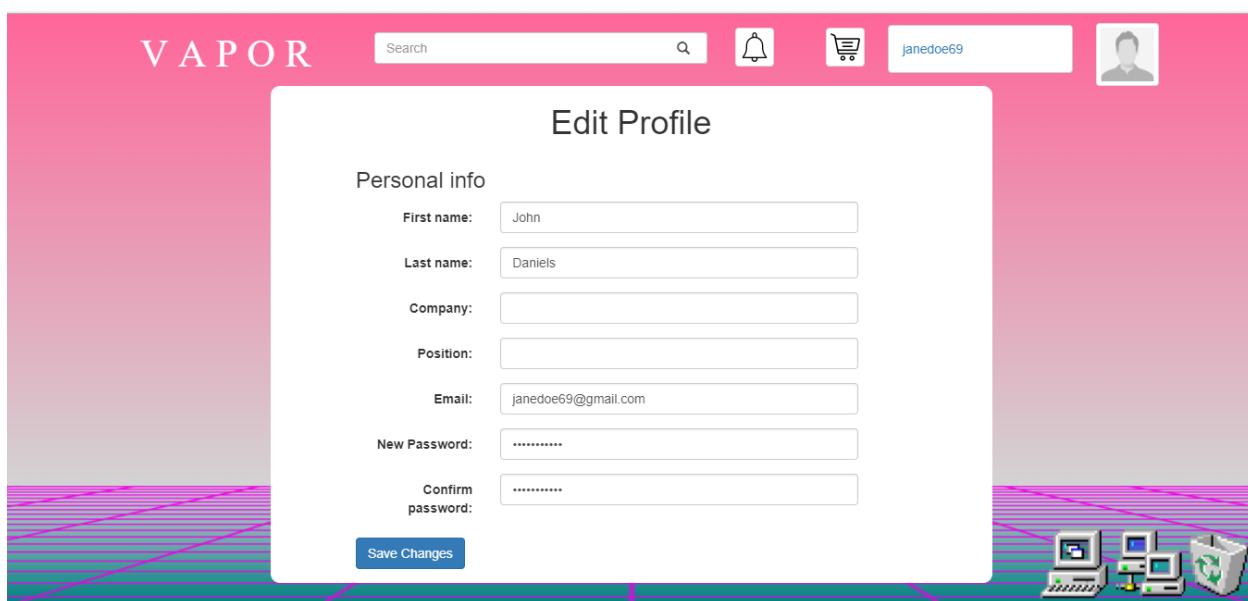 VAPOR
Search
janedoe69
Edit Profile
Personal info
First name: John
Last name: Daniels
Company:
Position:
Email: janedoe69@gmail.com
New Password: •••••••••••
Confirm
password: •••••••••••
Save Changes